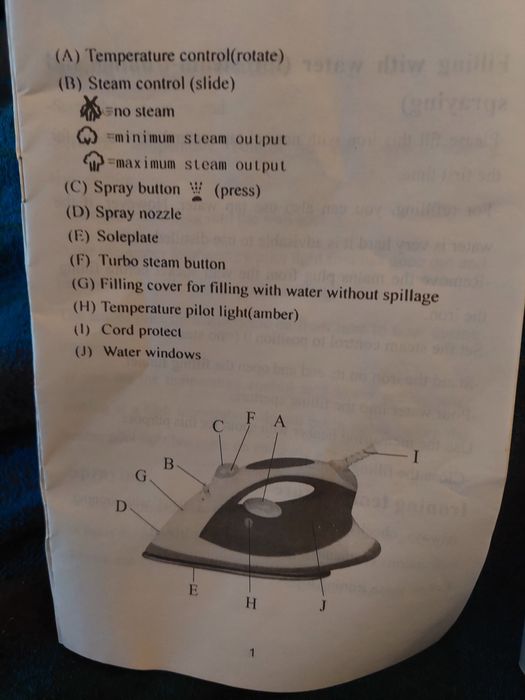 (A) Temperature control(rotate)
(B) Steam control (slide)
=no steam
=minimum steam output
=maximum steam output
(C) Spray button (press)
(D) Spray nozzle
(E) Soleplate
(F) Turbo steam button
(G) Filling cover for filling with water without spillage
(H) Temperature pilot light(amber)
(I) Cord protect
(J) Water windows
C F A
B I
G
D
E
H J
1